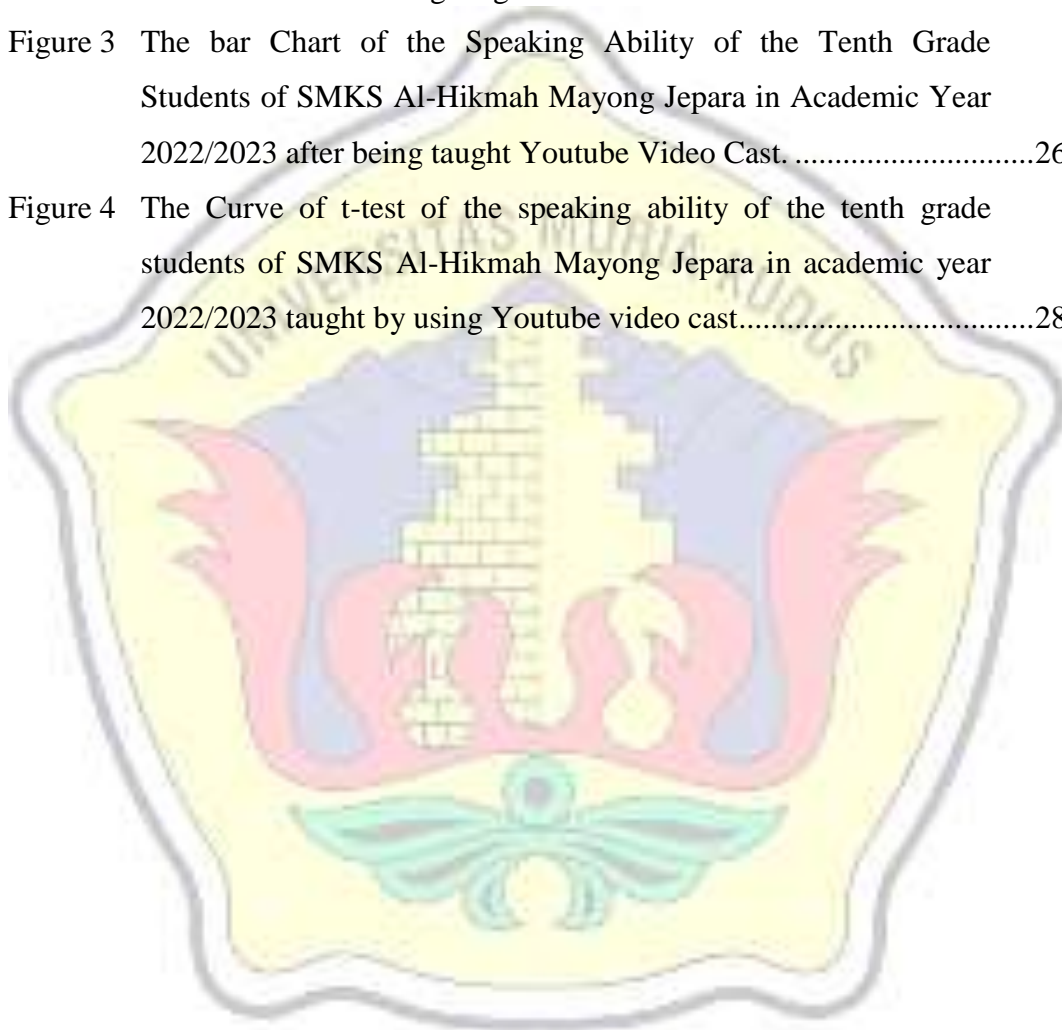 Figure 3 The bar Chart of the Speaking Ability of the Tenth Grade
Students of SMKS Al-Hikmah Mayong Jepara in Academic Year
2022/2023 after being taught Youtube Video Cast. ..............................26
Figure 4 The Curve of t-test of the speaking ability of the tenth grade
students of SMKS Al-Hikmah Mayong Jepara in academic year
2022/2023 taught by using Youtube video cast...................................28
UNIVERSITAS MURIA KUDUS